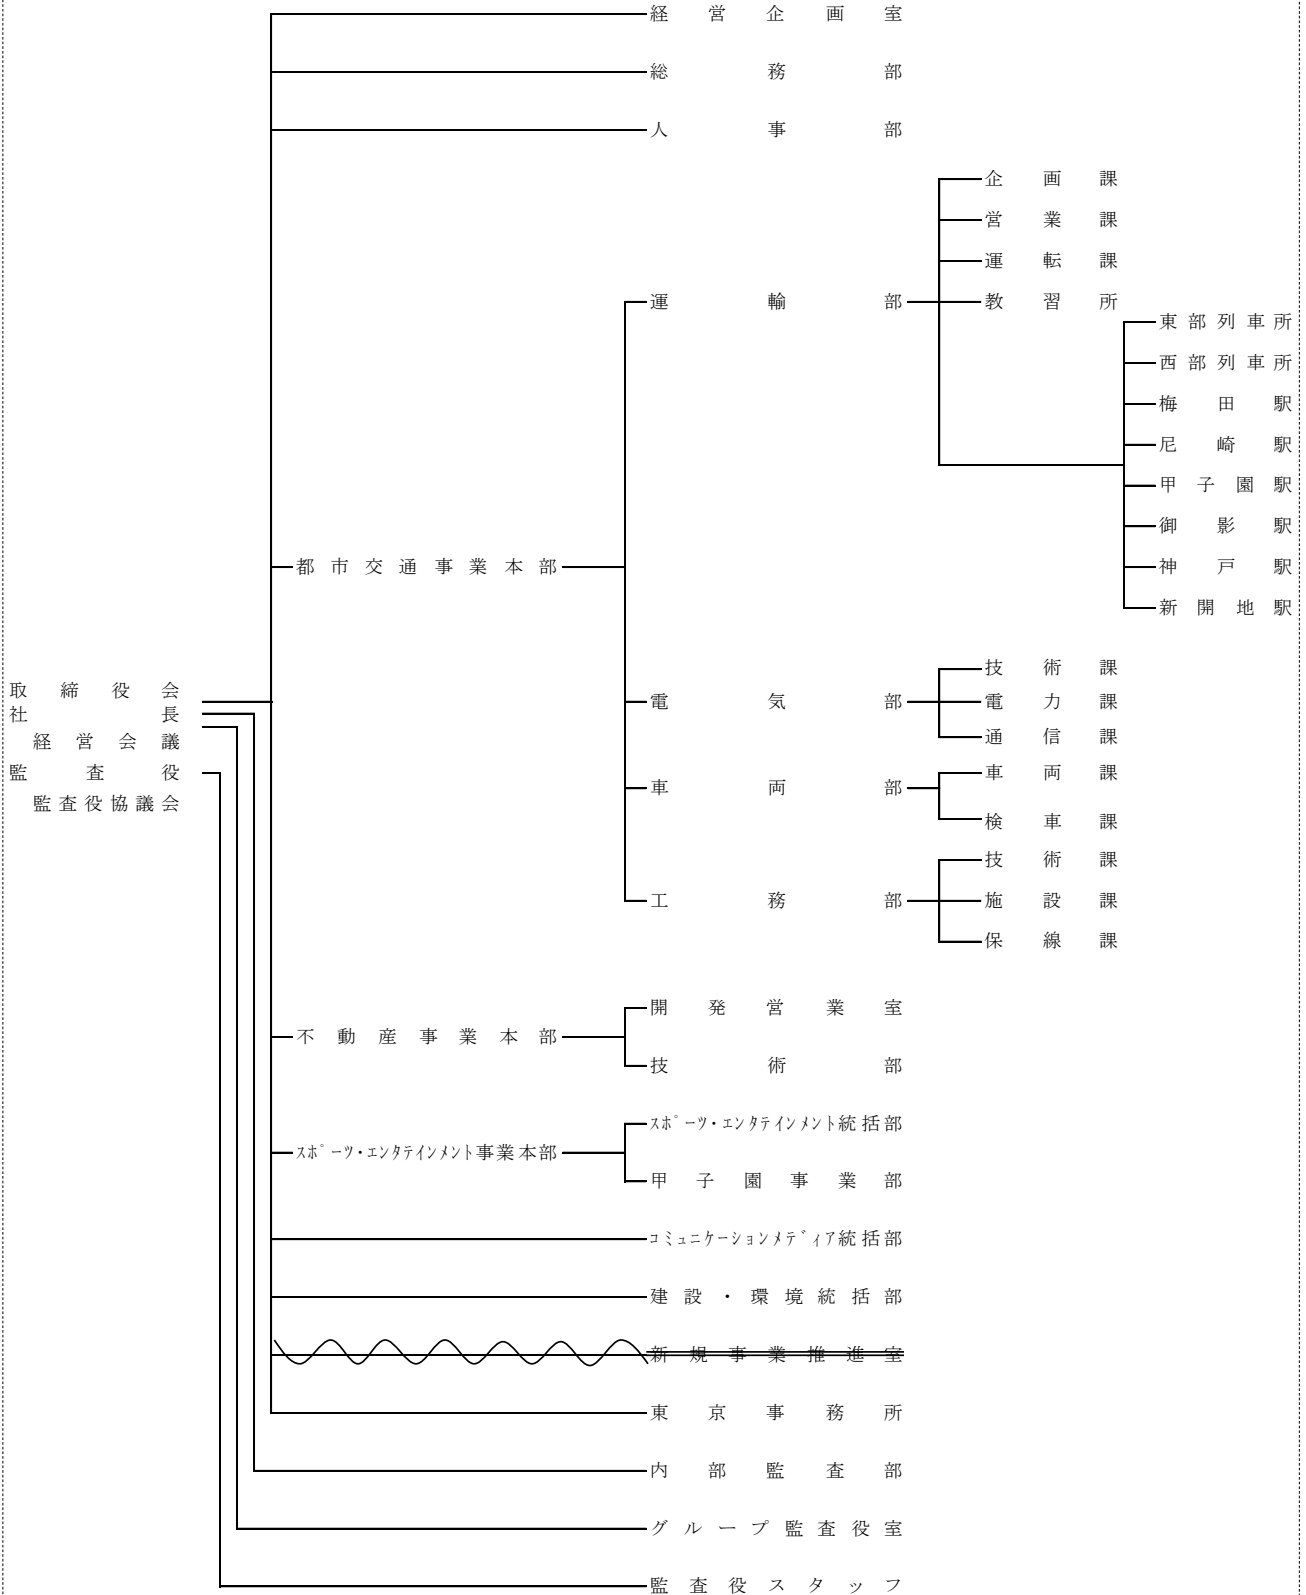 経営企画室
総務部
人事部
企画課
営業課
運転課
運輸部
教習所
東部列車所
西部列車所
梅田駅
尼崎駅
甲子園駅
御影駅
神戸駅
新開地駅
都市交通事業本部
取締役会
社長
経営会議
監査役
監査役協議会
電気部
技術課
電力課
通信課
車両部
車両課
検車課
工務部
技術課
施設課
保線課
不動産事業本部
開発営業室
技術部
ｽﾎﾟｰﾂ・ｴﾝﾀﾃｲﾝﾒﾝﾄ事業本部
ｽﾎﾟｰﾂ・ｴﾝﾀﾃｲﾝﾒﾝﾄ統括部
甲子園事業部
ｺﾐｭﾆｹｰｼｮﾝﾒﾃﾞｨｱ統括部
建設・環境統括部
新規事業推進室
東京事務所
内部監査部
グループ監査役室
監査役スタッフ